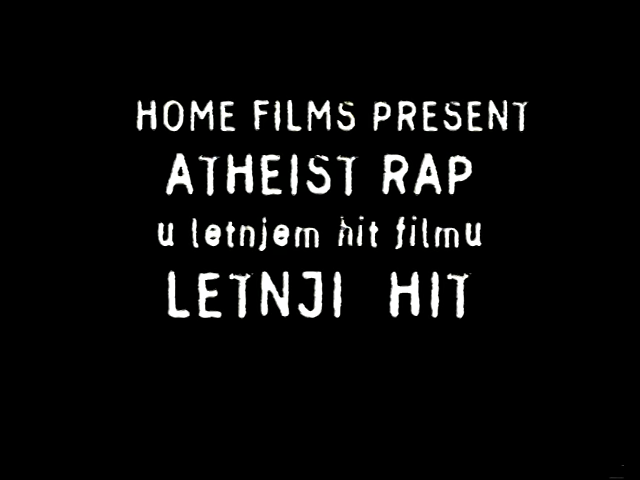 HOME FILMS PRESENT
ATHEIST RAP
u letnjem hit filmu
LETNJI HIT